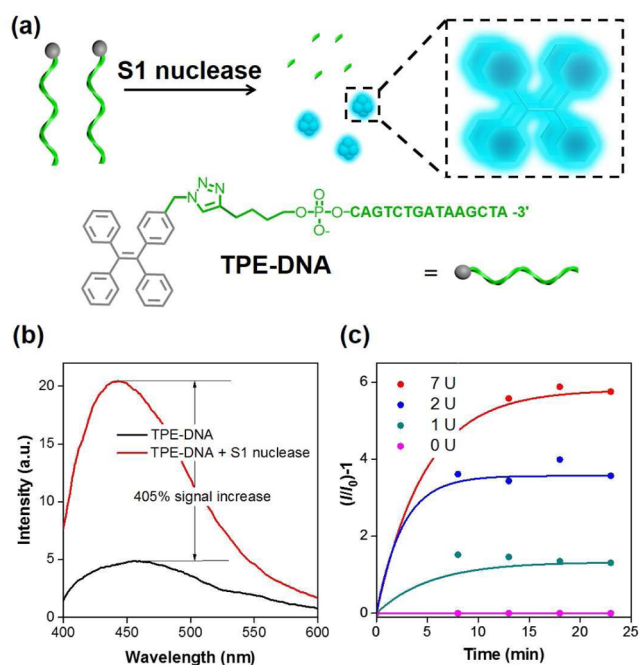 (a)
S1 nuclease
N N
N
O
O-P-O-CAGTCTGATAAGCTA -3'
O-
TPE-DNA
=
(b)
(c)
Intensity (a.u.)
20
15
10
5
0
TPE-DNA
TPE-DNA + S1 nuclease
405% signal increase
400 450 500 550 600
Wavelength (nm)
(I/I0)-1
6
4
2
0
7 U
2 U
1 U
0 U
0 5 10 15 20 25
Time (min)